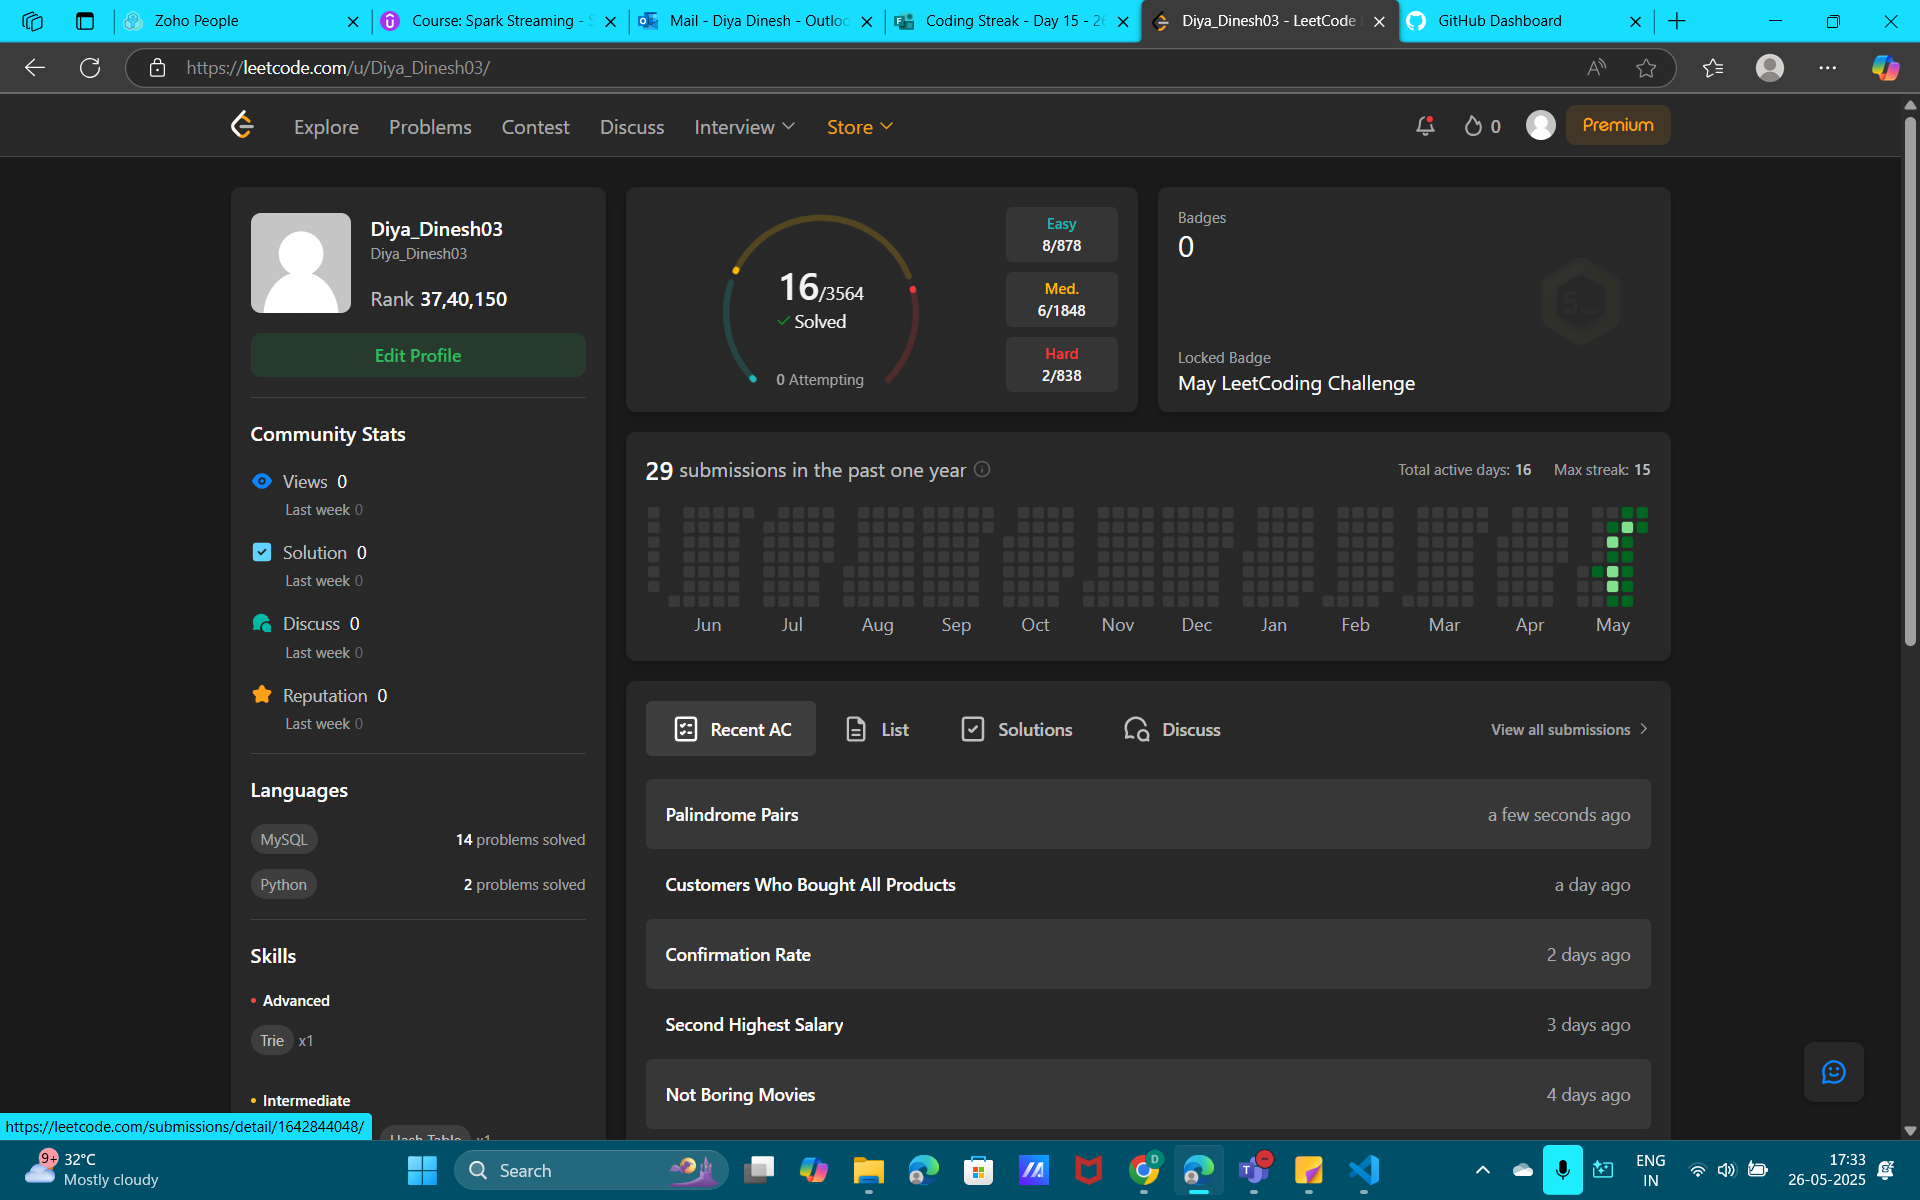 Zoho People
Course: Spark Streaming - S
Mail - Diya Dinesh - Outloo
Coding Streak - Day 15 - 26
Diya_Dinesh03 - LeetCode
GitHub Dashboard
https://leetcode.com/u/Diya_Dinesh03/
Explore
Problems
Contest
Discuss
Interview
Store
0
Premium
Diya_Dinesh03
Diya_Dinesh03
Rank 37,40,150
Edit Profile
Community Stats
Views 0
Last week 0
Solution 0
Last week 0
Discuss 0
Last week 0
Reputation 0
Last week 0
Languages
MySQL
14 problems solved
Python
2 problems solved
Skills
Advanced
Trie x1
Intermediate
Hash Table x1
https://leetcode.com/submissions/detail/1642844048/
16/3564
Solved
0 Attempting
Easy
8/878
Med.
6/1848
Hard
2/838
Badges
0
Locked Badge
May LeetCoding Challenge
29 submissions in the past one year
Total active days: 16
Max streak: 15
Jun Jul Aug Sep Oct Nov Dec Jan Feb Mar Apr May
Recent AC
List
Solutions
Discuss
View all submissions
Palindrome Pairs
a few seconds ago
Customers Who Bought All Products
a day ago
Confirmation Rate
2 days ago
Second Highest Salary
3 days ago
Not Boring Movies
4 days ago
9+
32°C
Mostly cloudy
Search
D
ENG
IN
17:33
26-05-2025